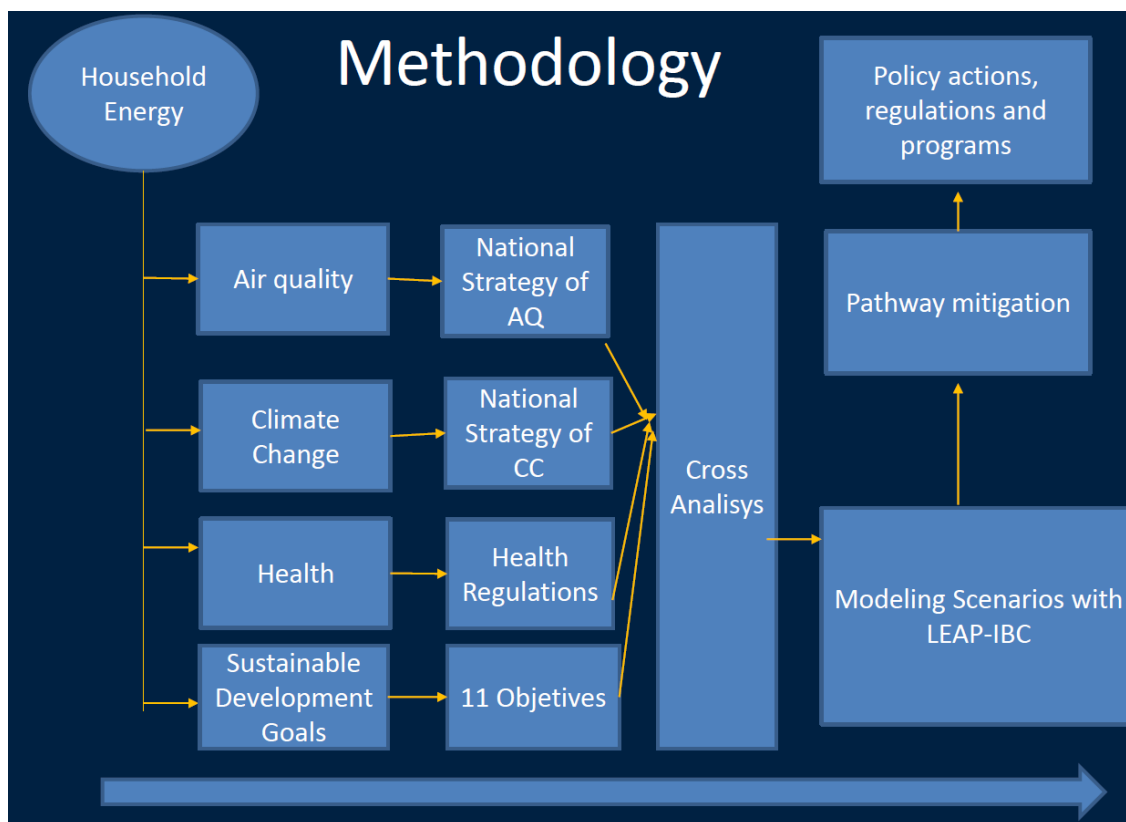 Methodology
Household
Energy
Air quality
National
Strategy of
AQ
Climate
Change
National
Strategy of
CC
Health
Health
Regulations
Sustainable
Development
Goals
11 Objetives
Cross
Analisys
Modeling Scenarios with
LEAP-IBC
Pathway mitigation
Policy actions,
regulations and
programs